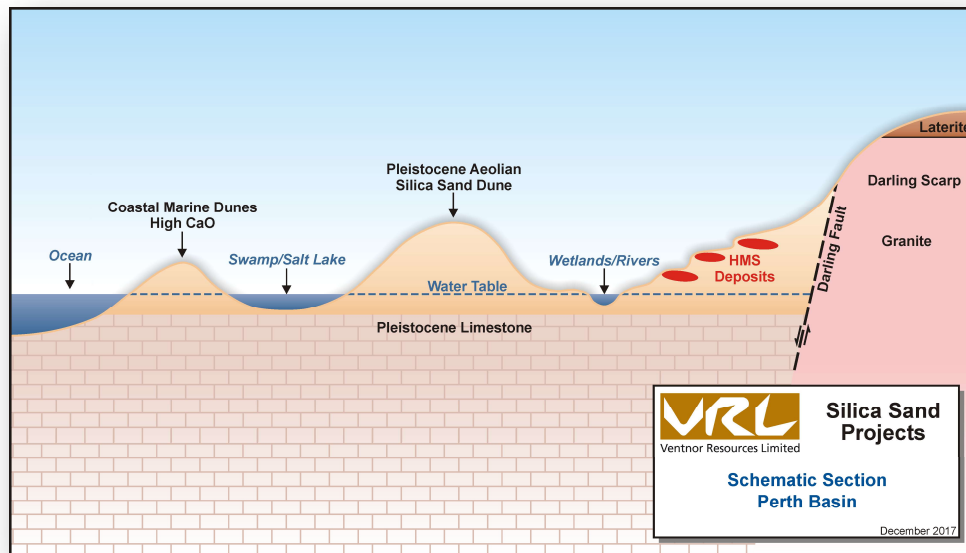 Laterite
Pleistocene Aeolian
Silica Sand Dune
Darling Scarp
Coastal Marine Dunes
High CaO
Darling Fault
Granite
Ocean
Swamp/Salt Lake
Wetlands/Rivers
HMS
Deposits
Water Table
Pleistocene Limestone
VRL
Ventnor Resources Limited
Silica Sand
Projects
Schematic Section
Perth Basin
December 2017